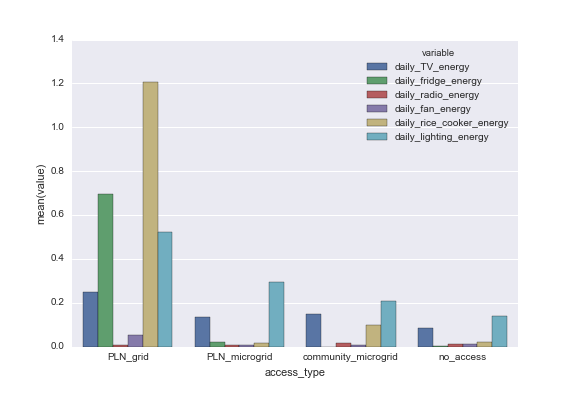 1.4
1.2
1.0
0.8
0.6
0.4
0.2
0.0
mean(value)
variable
daily_TV_energy
daily_fridge_energy
daily_radio_energy
daily_fan_energy
daily_rice_cooker_energy
daily_lighting_energy
PLN_grid
PLN_microgrid
community_microgrid
no_access
access_type